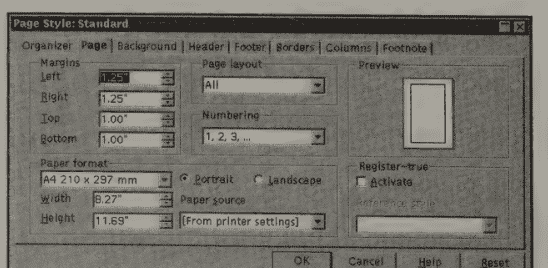 Page Style: Standard
Organizer Page Background Header Footer Borders Columns Footnote
Margins
Left 1.25"
Right 1.25"
Top 1.00"
Bottom 1.00"
Page layout
All
Numbering
1, 2, 3, ...
Preview
Paper format
A4 210 x 297 mm
Portrait
Landscape
Width 8.27"
Height 11.69"
Paper source
[From printer settings]
Register-true
Activate
Reference style
OK Cancel Help Reset